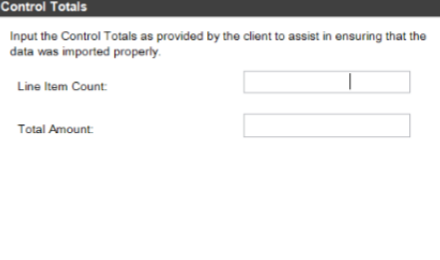 Control Totals
Input the Control Totals as provided by the client to assist in ensuring that the
data was imported properly.
Line Item Count:
Total Amount: